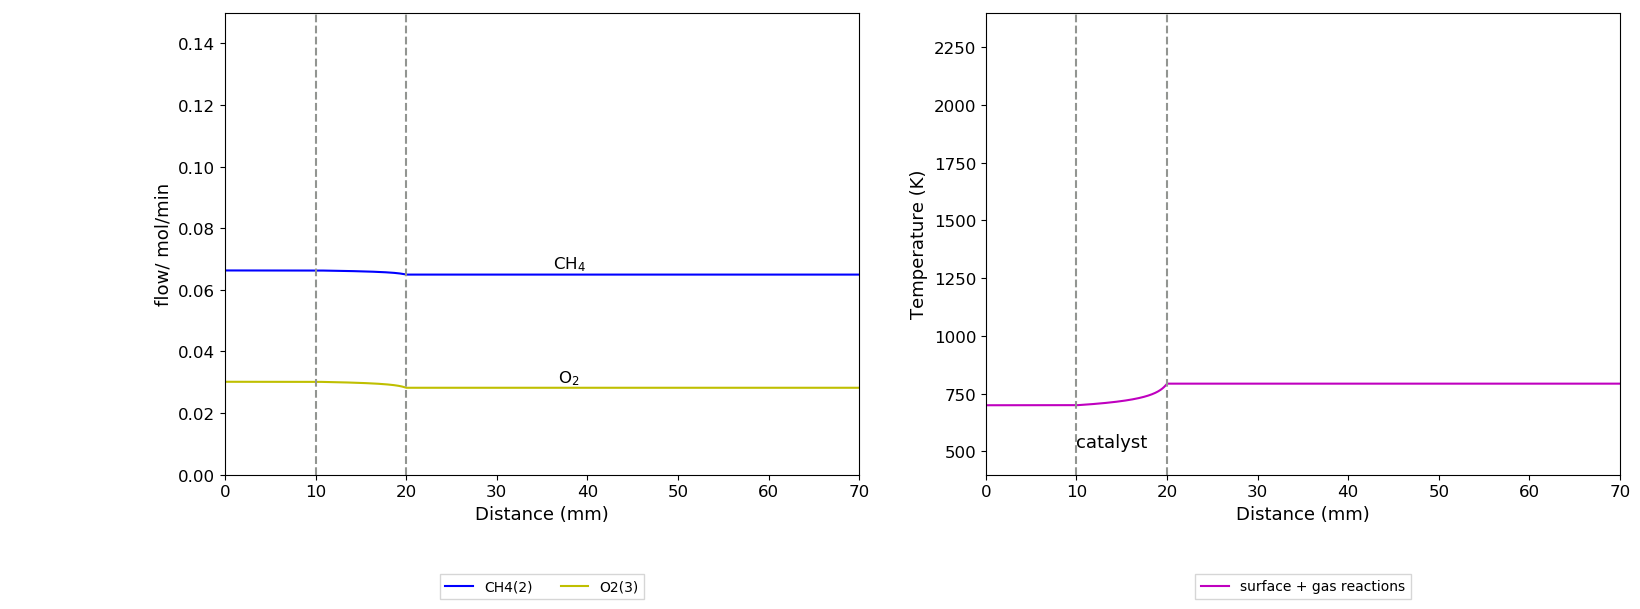 0.14
0.12
0.10
0.08
0.06
0.04
0.02
0.00
flow/ mol/min
CH₄
O₂
0 10 20 30 40 50 60 70
Distance (mm)
CH4(2) O2(3)
2250
2000
1750
1500
1250
1000
750
500
Temperature (K)
catalyst
0 10 20 30 40 50 60 70
Distance (mm)
surface + gas reactions